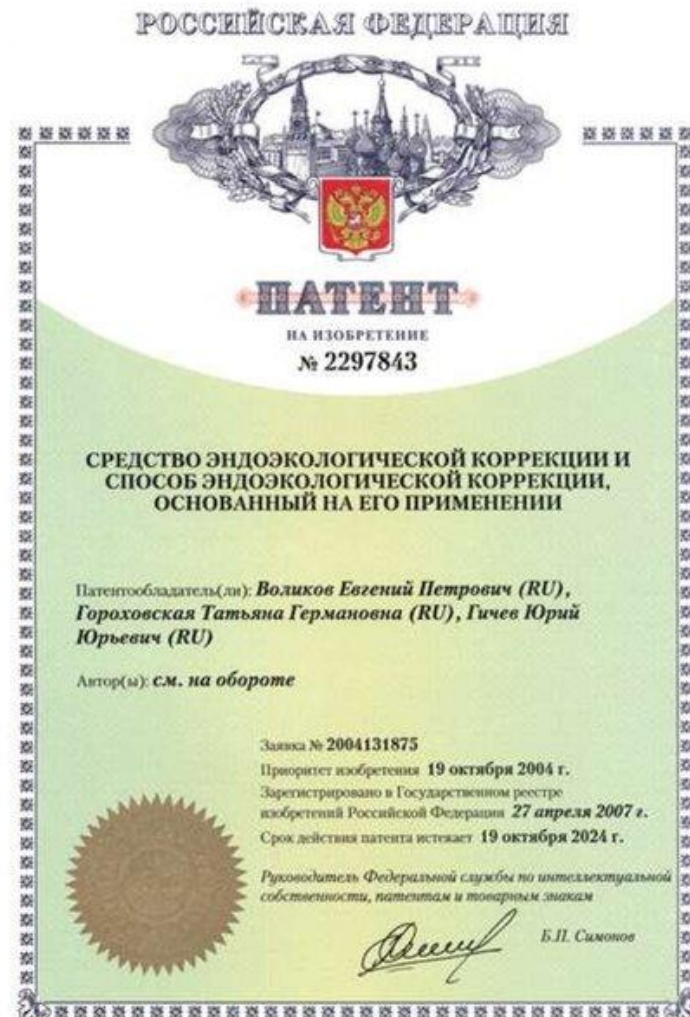 РОССИЙСКАЯ ФЕДЕРАЦИЯ
ПАТЕНТ
НА ИЗОБРЕТЕНИЕ
№ 2297843
СРЕДСТВО ЭНДОЭКОЛОГИЧЕСКОЙ КОРРЕКЦИИ И
СПОСОБ ЭНДОЭКОЛОГИЧЕСКОЙ КОРРЕКЦИИ,
ОСНОВАННЫЙ НА ЕГО ПРИМЕНЕНИИ
Патентообладатель(ли): Воликов Евгений Петрович (RU),
Гороховская Татьяна Германовна (RU), Гичев Юрий
Юрьевич (RU)
Автор(ы): см. на обороте
Заявка № 2004131875
Приоритет изобретения 19 октября 2004 г.
Зарегистрировано в Государственном реестре
изобретений Российской Федерации 27 апреля 2007 г.
Срок действия патента истекает 19 октября 2024 г.
Руководитель Федеральной службы по интеллектуальной
собственности, патентам и товарным знакам
Б.П. Симонов